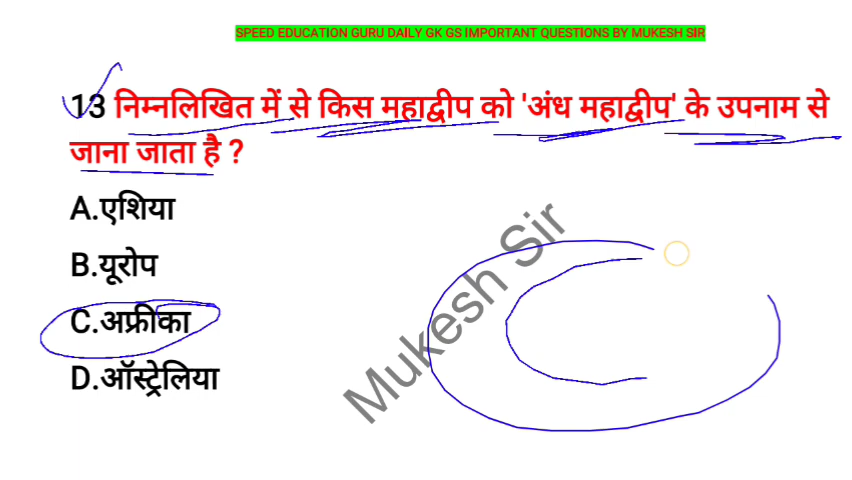 SPEED EDUCATION GURU DAILY GK GS IMPORTANT QUESTIONS BY MUKESH SIR
13 निम्नलिखित में से किस महाद्वीप को 'अंध महाद्वीप' के उपनाम से
जाना जाता है ?
A.एशिया
B.यूरोप
C.अफ्रीका
D.ऑस्ट्रेलिया
Mukesh Sir